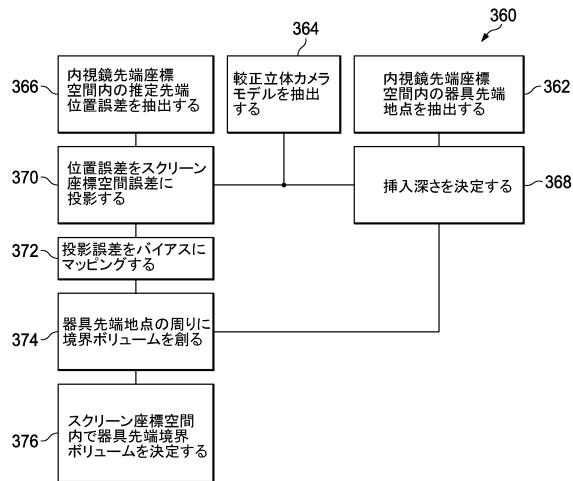 360
364
366
内視鏡先端座標
空間内の推定先端
位置誤差を抽出する
較正立体カメラ
モデルを抽出
する
内視鏡先端座標
空間内の器具先端
地点を抽出する
362
370
位置誤差をスクリーン
座標空間誤差に
投影する
挿入深さを決定する
368
372
投影誤差をバイアスに
マッピングする
374
器具先端地点の周りに
境界ボリュームを創る
376
スクリーン座標空間
内で器具先端境界
ボリュームを決定する